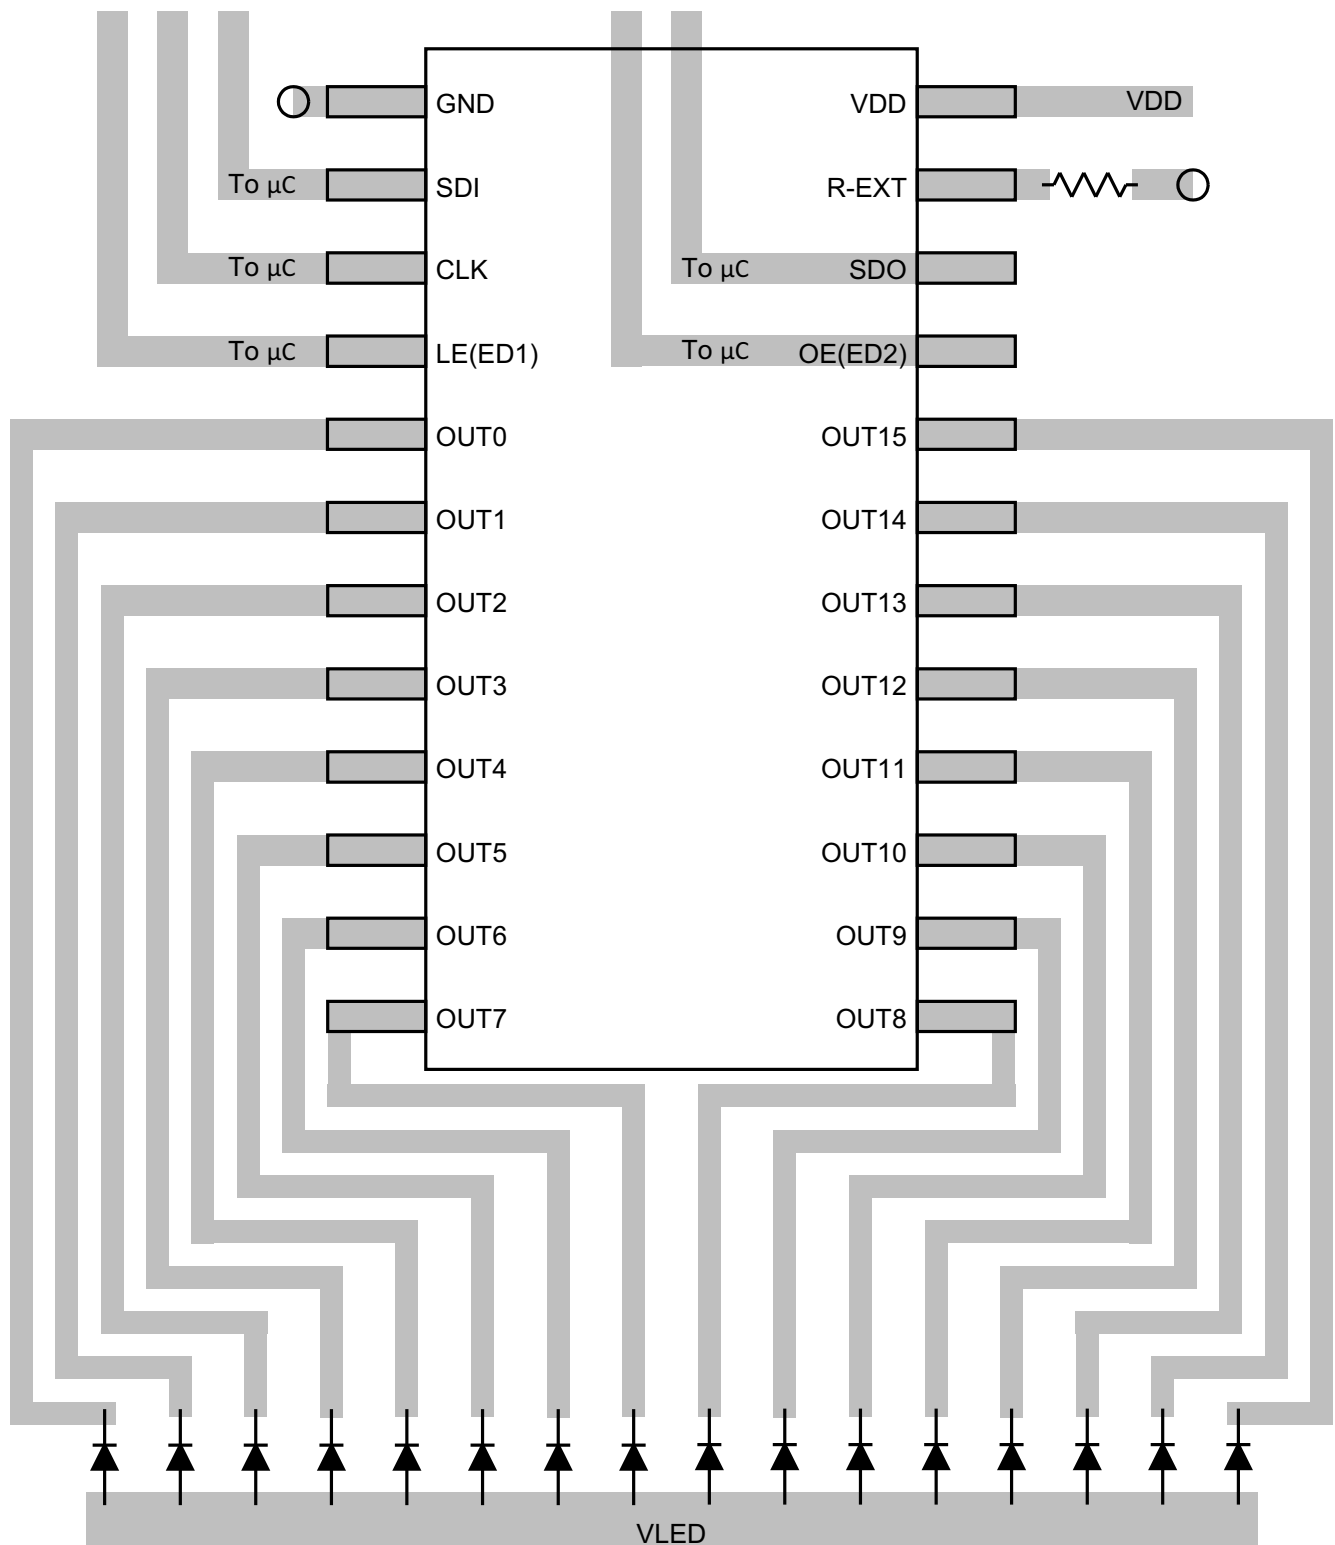 GND VDD VDD
To μC SDI R-EXT
To μC CLK To μC SDO
To μC LE(ED1) To μC OE(ED2)
OUT0 OUT15
OUT1 OUT14
OUT2 OUT13
OUT3 OUT12
OUT4 OUT11
OUT5 OUT10
OUT6 OUT9
OUT7 OUT8
VLED